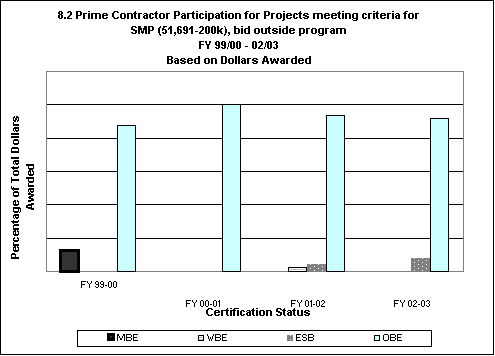 8.2 Prime Contractor Participation for Projects meeting criteria for
SMP (51,691-200k), bid outside program
FY 99/00 - 02/03
Based on Dollars Awarded
Percentage of Total Dollars
Awarded
FY 99-00
FY 00-01
FY 01-02
FY 02-03
Certification Status
MBE
WBE
ESB
OBE